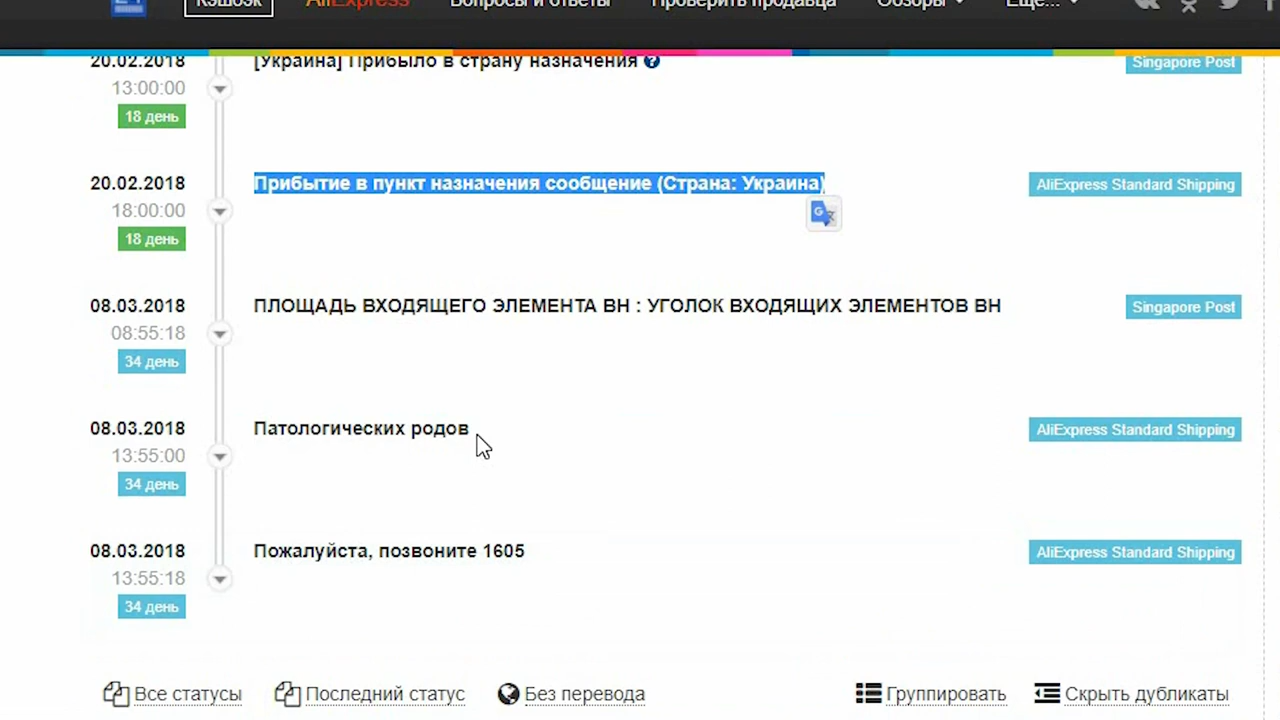 Кэшбэк AliExpress Вопросы и ответы Проверить продавца Обзоры Ещё...
20.02.2018 [Украина] Прибыло в страну назначения ? Singapore Post
13:00:00
18 день
20.02.2018 Прибытие в пункт назначения сообщение (Страна: Украина) AliExpress Standard Shipping
18:00:00
18 день
08.03.2018 ПЛОЩАДЬ ВХОДЯЩЕГО ЭЛЕМЕНТА ВН : УГОЛОК ВХОДЯЩИХ ЭЛЕМЕНТОВ ВН Singapore Post
08:55:18
34 день
08.03.2018 Патологических родов AliExpress Standard Shipping
13:55:00
34 день
08.03.2018 Пожалуйста, позвоните 1605 AliExpress Standard Shipping
13:55:18
34 день
Все статусы Последний статус Без перевода Группировать Скрыть дубликаты